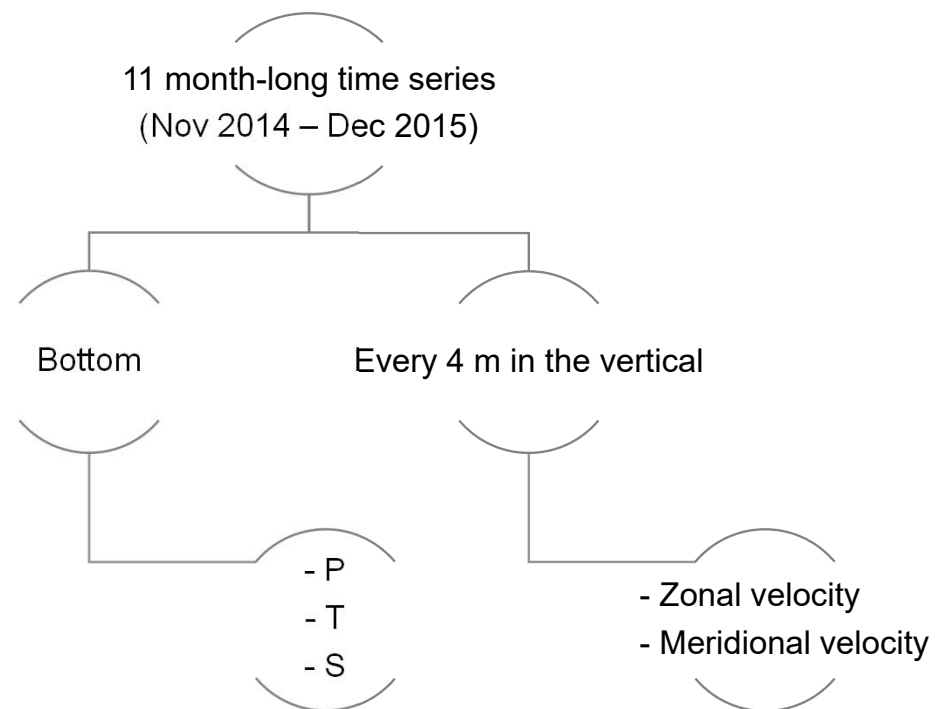 11 month-long time series
(Nov 2014 – Dec 2015)
Bottom
Every 4 m in the vertical
- P
- T
- S
- Zonal velocity
- Meridional velocity